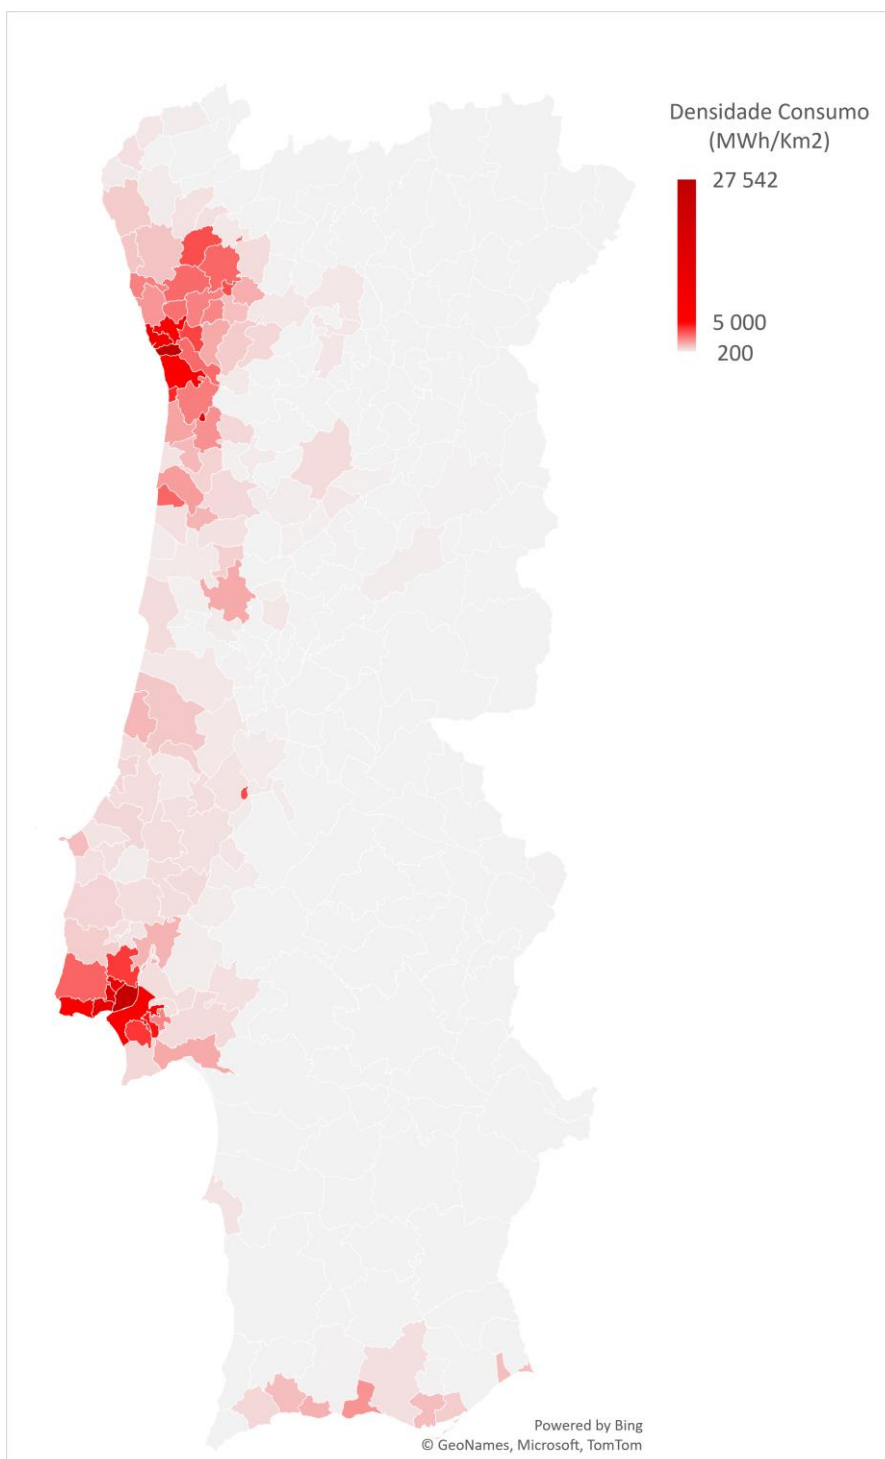 Densidade Consumo
(MWh/Km2)
27 542
5 000
200
Powered by Bing
© GeoNames, Microsoft, TomTom